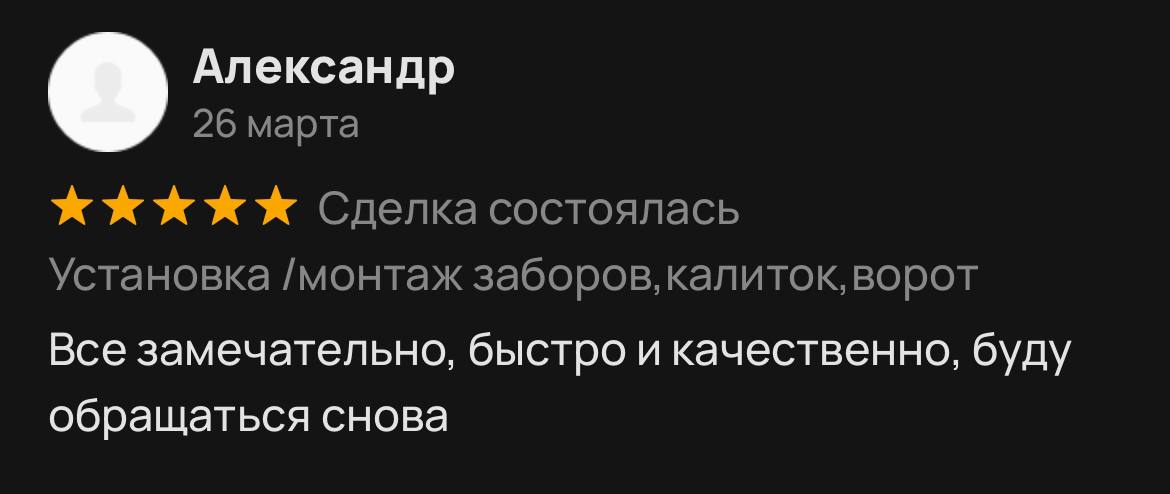 Александр
26 марта
Сделка состоялась
Установка /монтаж заборов,калиток,ворот
Все замечательно, быстро и качественно, буду
обращаться снова